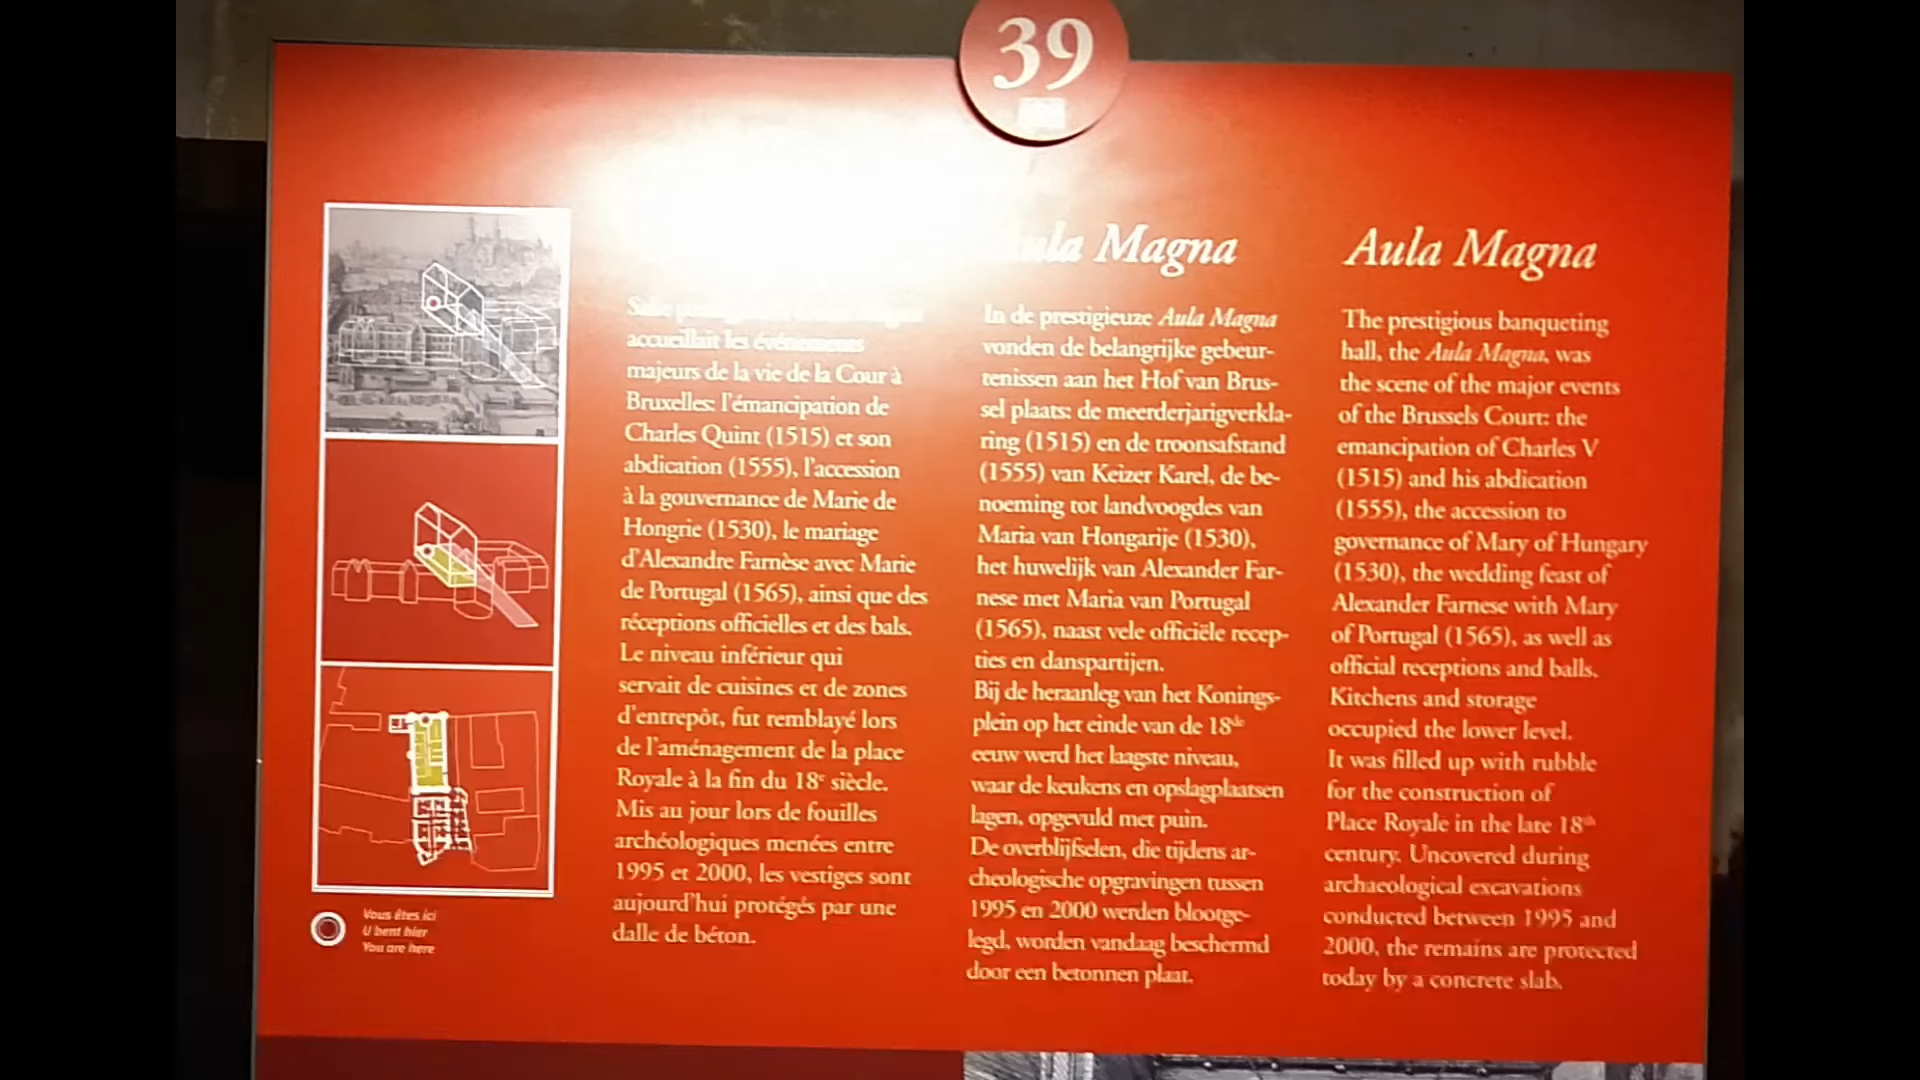 39
Aula Magna
accueillait les événements
majeurs de la vie de la Cour à
Bruxelles: l'émancipation de
Charles Quint (1515) et son
abdication (1555), l'accession
à la gouvernance de Marie de
Hongrie (1530), le mariage
d'Alexandre Farnèse avec Marie
de Portugal (1565), ainsi que des
réceptions officielles et des bals.
Le niveau inférieur qui
servait de cuisines et de zones
d'entrepôt, fut remblayé lors
de l'aménagement de la place
Royale à la fin du 18e siècle.
Mis au jour lors de fouilles
archéologiques menées entre
1995 et 2000, les vestiges sont
aujourd'hui protégés par une
dalle de béton.
In de prestigieuze Aula Magna
vonden de belangrijke gebeur-
tenissen aan het Hof van Brus-
sel plaats: de meerderjarigverkla-
ring (1515) en de troonsafstand
(1555) van Keizer Karel, de be-
noeming tot landvoogdes van
Maria van Hongarije (1530),
het huwelijk van Alexander Far-
nese met Maria van Portugal
(1565), naast vele officiële recep-
ties en danspartijen.
Bij de heraanleg van het Konings-
plein op het einde van de 18de
eeuw werd het laagste niveau,
waar de keukens en opslagplaatsen
lagen, opgevuld met puin.
De overblijfselen, die tijdens ar-
cheologische opgravingen tussen
1995 en 2000 werden blootge-
legd, worden vandaag beschermd
door een betonnen plaat.
Aula Magna
The prestigious banqueting
hall, the Aula Magna, was
the scene of the major events
of the Brussels Court: the
emancipation of Charles V
(1515) and his abdication
(1555), the accession to
governance of Mary of Hungary
(1530), the wedding feast of
Alexander Farnese with Mary
of Portugal (1565), as well as
official receptions and balls.
Kitchens and storage
occupied the lower level.
It was filled up with rubble
for the construction of
Place Royale in the late 18th
century. Uncovered during
archaeological excavations
conducted between 1995 and
2000, the remains are protected
today by a concrete slab.
Vous êtes ici
U bent hier
You are here